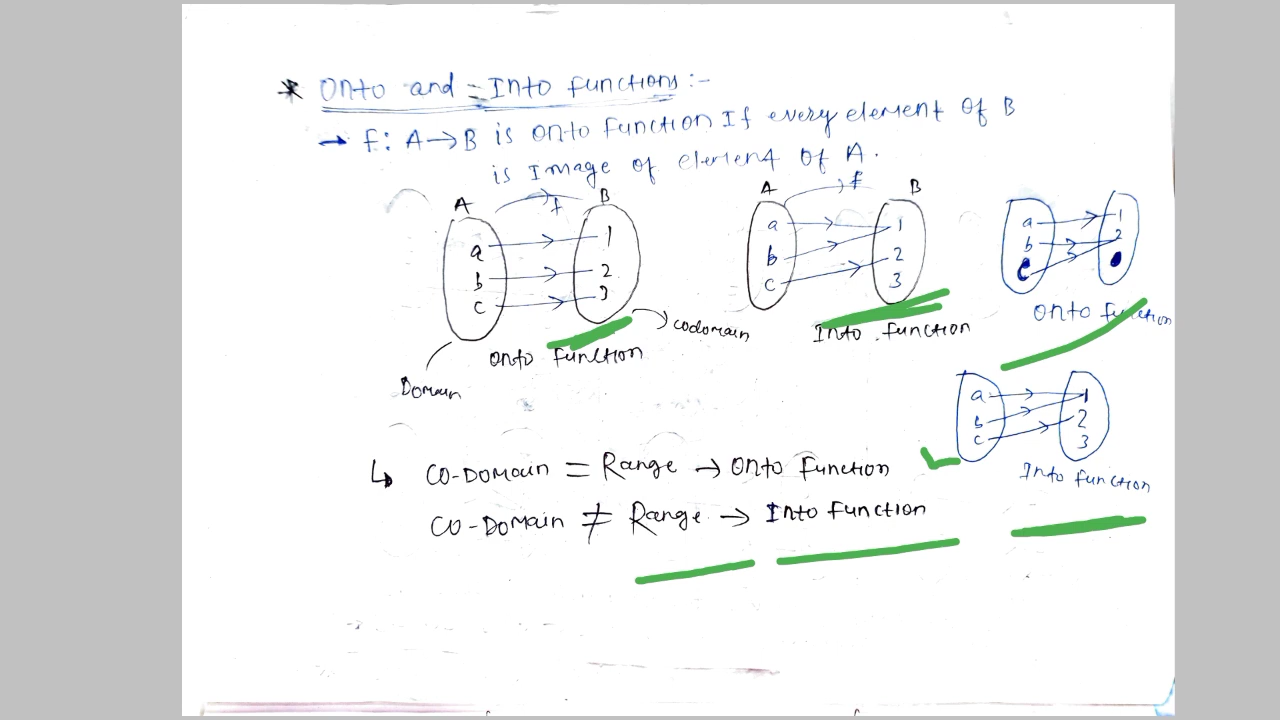 * Onto and Into functions :-
→ f: A→B is onto function If every element of B
is Image of element of A.
A f B
a 1
b 2
c 3
Domain
codomain
onto function
A f B
a 1
b 2
c 3
Into function
a 1
b 2
c
Onto function
a 1
b 2
c 3
Into function
↳ CO-DOMain = Range → Onto function
CO-DOMain ≠ Range → Into function